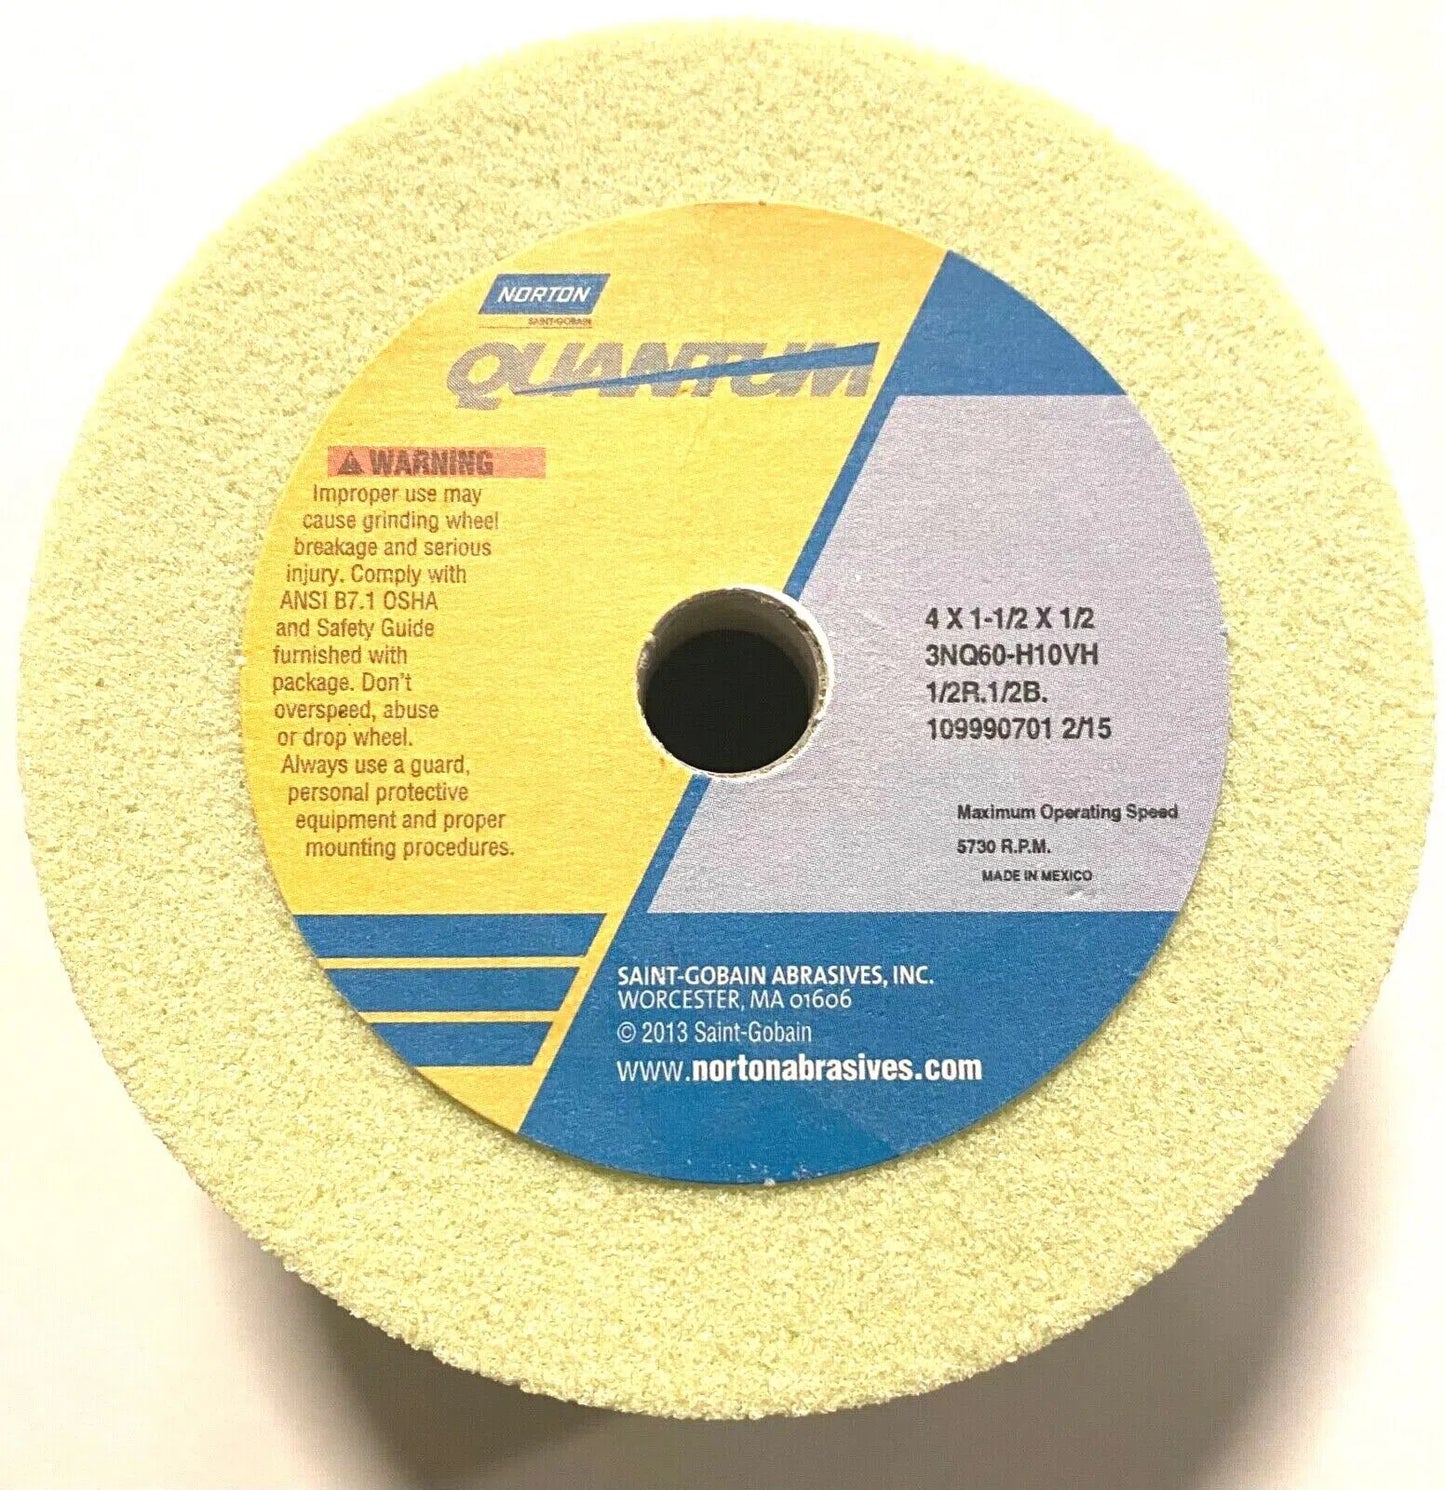 NORTON
SAINT-GOBAIN
QUANTUM
WARNING
Improper use may
cause grinding wheel
breakage and serious
injury. Comply with
ANSI B7.1 OSHA
and Safety Guide
furnished with
package. Don't
overspeed, abuse
or drop wheel.
Always use a guard,
personal protective
equipment and proper
mounting procedures.
4 X 1-1/2 X 1/2
3NQ60-H10VH
1/2R.1/2B.
109990701 2/15
Maximum Operating Speed
5730 R.P.M.
MADE IN MEXICO
SAINT-GOBAIN ABRASIVES, INC.
WORCESTER, MA 01606
© 2013 Saint-Gobain
www.nortonabrasives.com